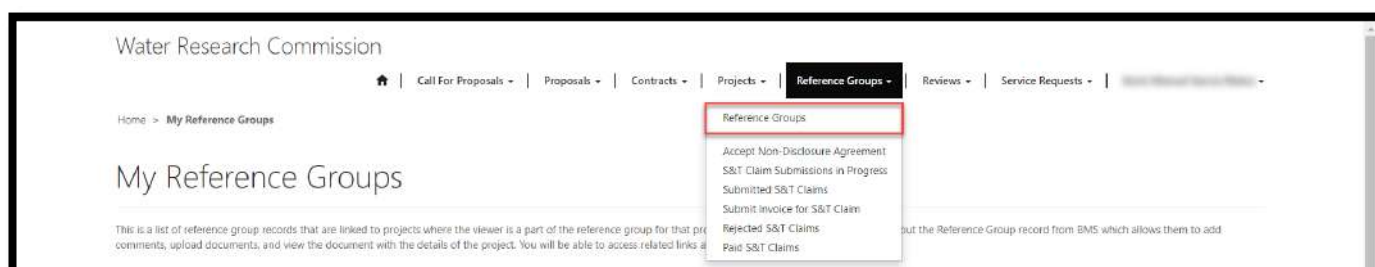 Water Research Commission
Call For Proposals | Proposals | Contracts | Projects | Reference Groups | Reviews | Service Requests |
Home > My Reference Groups
Reference Groups
Accept Non-Disclosure Agreement
S&T Claim Submissions in Progress
Submitted S&T Claims
Submit Invoice for S&T Claim
Rejected S&T Claims
Paid S&T Claims
My Reference Groups
This is a list of reference group records that are linked to projects where the viewer is a part of the reference group for that out the Reference Group record from BMS which allows them to add
comments, upload documents, and view the document with the details of the project. You will be able to access related links